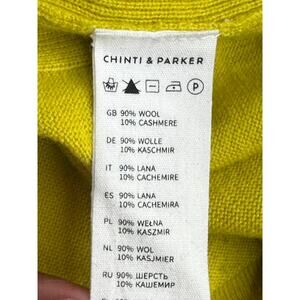 CHINTI & PARKER
P
GB 90% WOOL
10% CASHMERE
DE 90% WOLLE
10% KASCHMIR
IT 90% LANA
10% CACHEMIRE
ES 90% LANA
10% CACHEMIRA
PL 90% WEŁNA
10% KASZMIR
NL 90% WOL
10% KASJMIER
RU 90% ШЕРСТЬ
10% КАШЕМИР